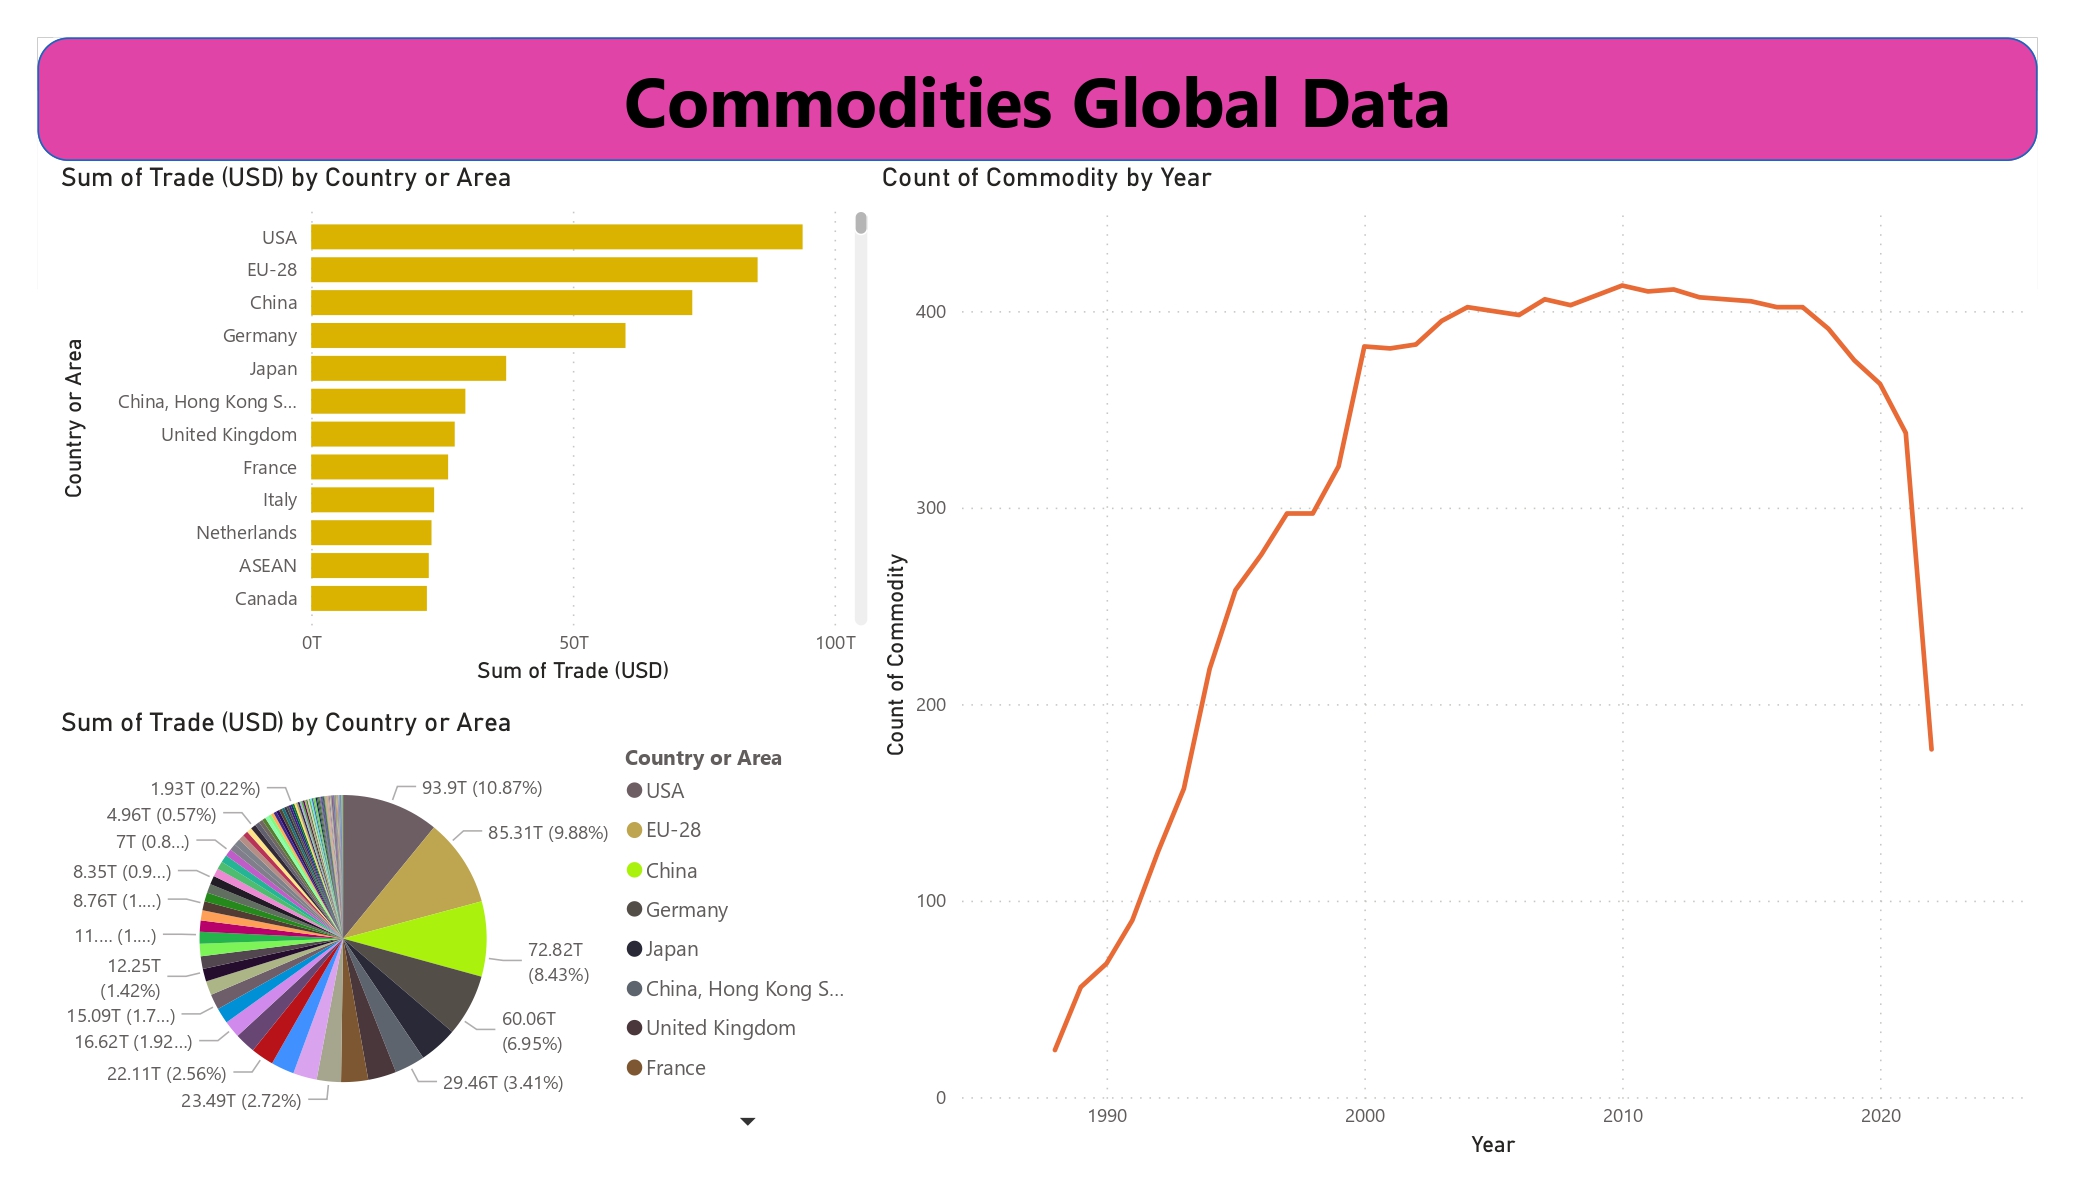 Commodities Global Data
Sum of Trade (USD) by Country or Area
Country or Area
USA
EU-28
China
Germany
Japan
China, Hong Kong S...
United Kingdom
France
Italy
Netherlands
ASEAN
Canada
0T 50T 100T
Sum of Trade (USD)
Sum of Trade (USD) by Country or Area
1.93T (0.22%)
4.96T (0.57%)
7T (0.8...)
8.35T (0.9...)
8.76T (1....)
11.... (1....)
12.25T
(1.42%)
15.09T (1.7...)
16.62T (1.92...)
22.11T (2.56%)
23.49T (2.72%)
93.9T (10.87%)
85.31T (9.88%)
72.82T
(8.43%)
60.06T
(6.95%)
29.46T (3.41%)
Country or Area
USA
EU-28
China
Germany
Japan
China, Hong Kong S...
United Kingdom
France
Count of Commodity by Year
Count of Commodity
400
300
200
100
0
1990 2000 2010 2020
Year